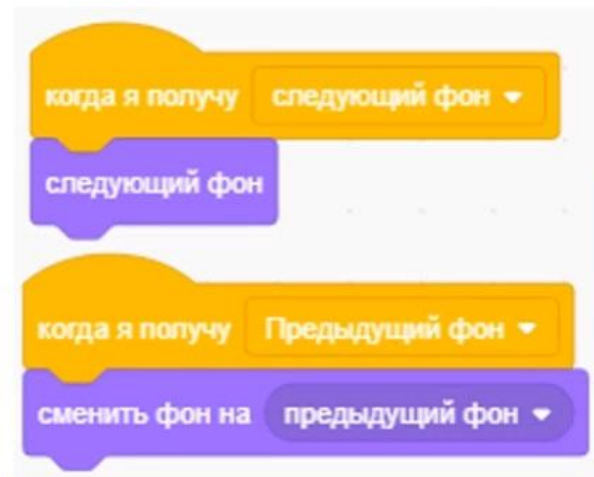 когда я получу следующий фон
следующий фон
когда я получу Предыдущий фон
сменить фон на предыдущий фон